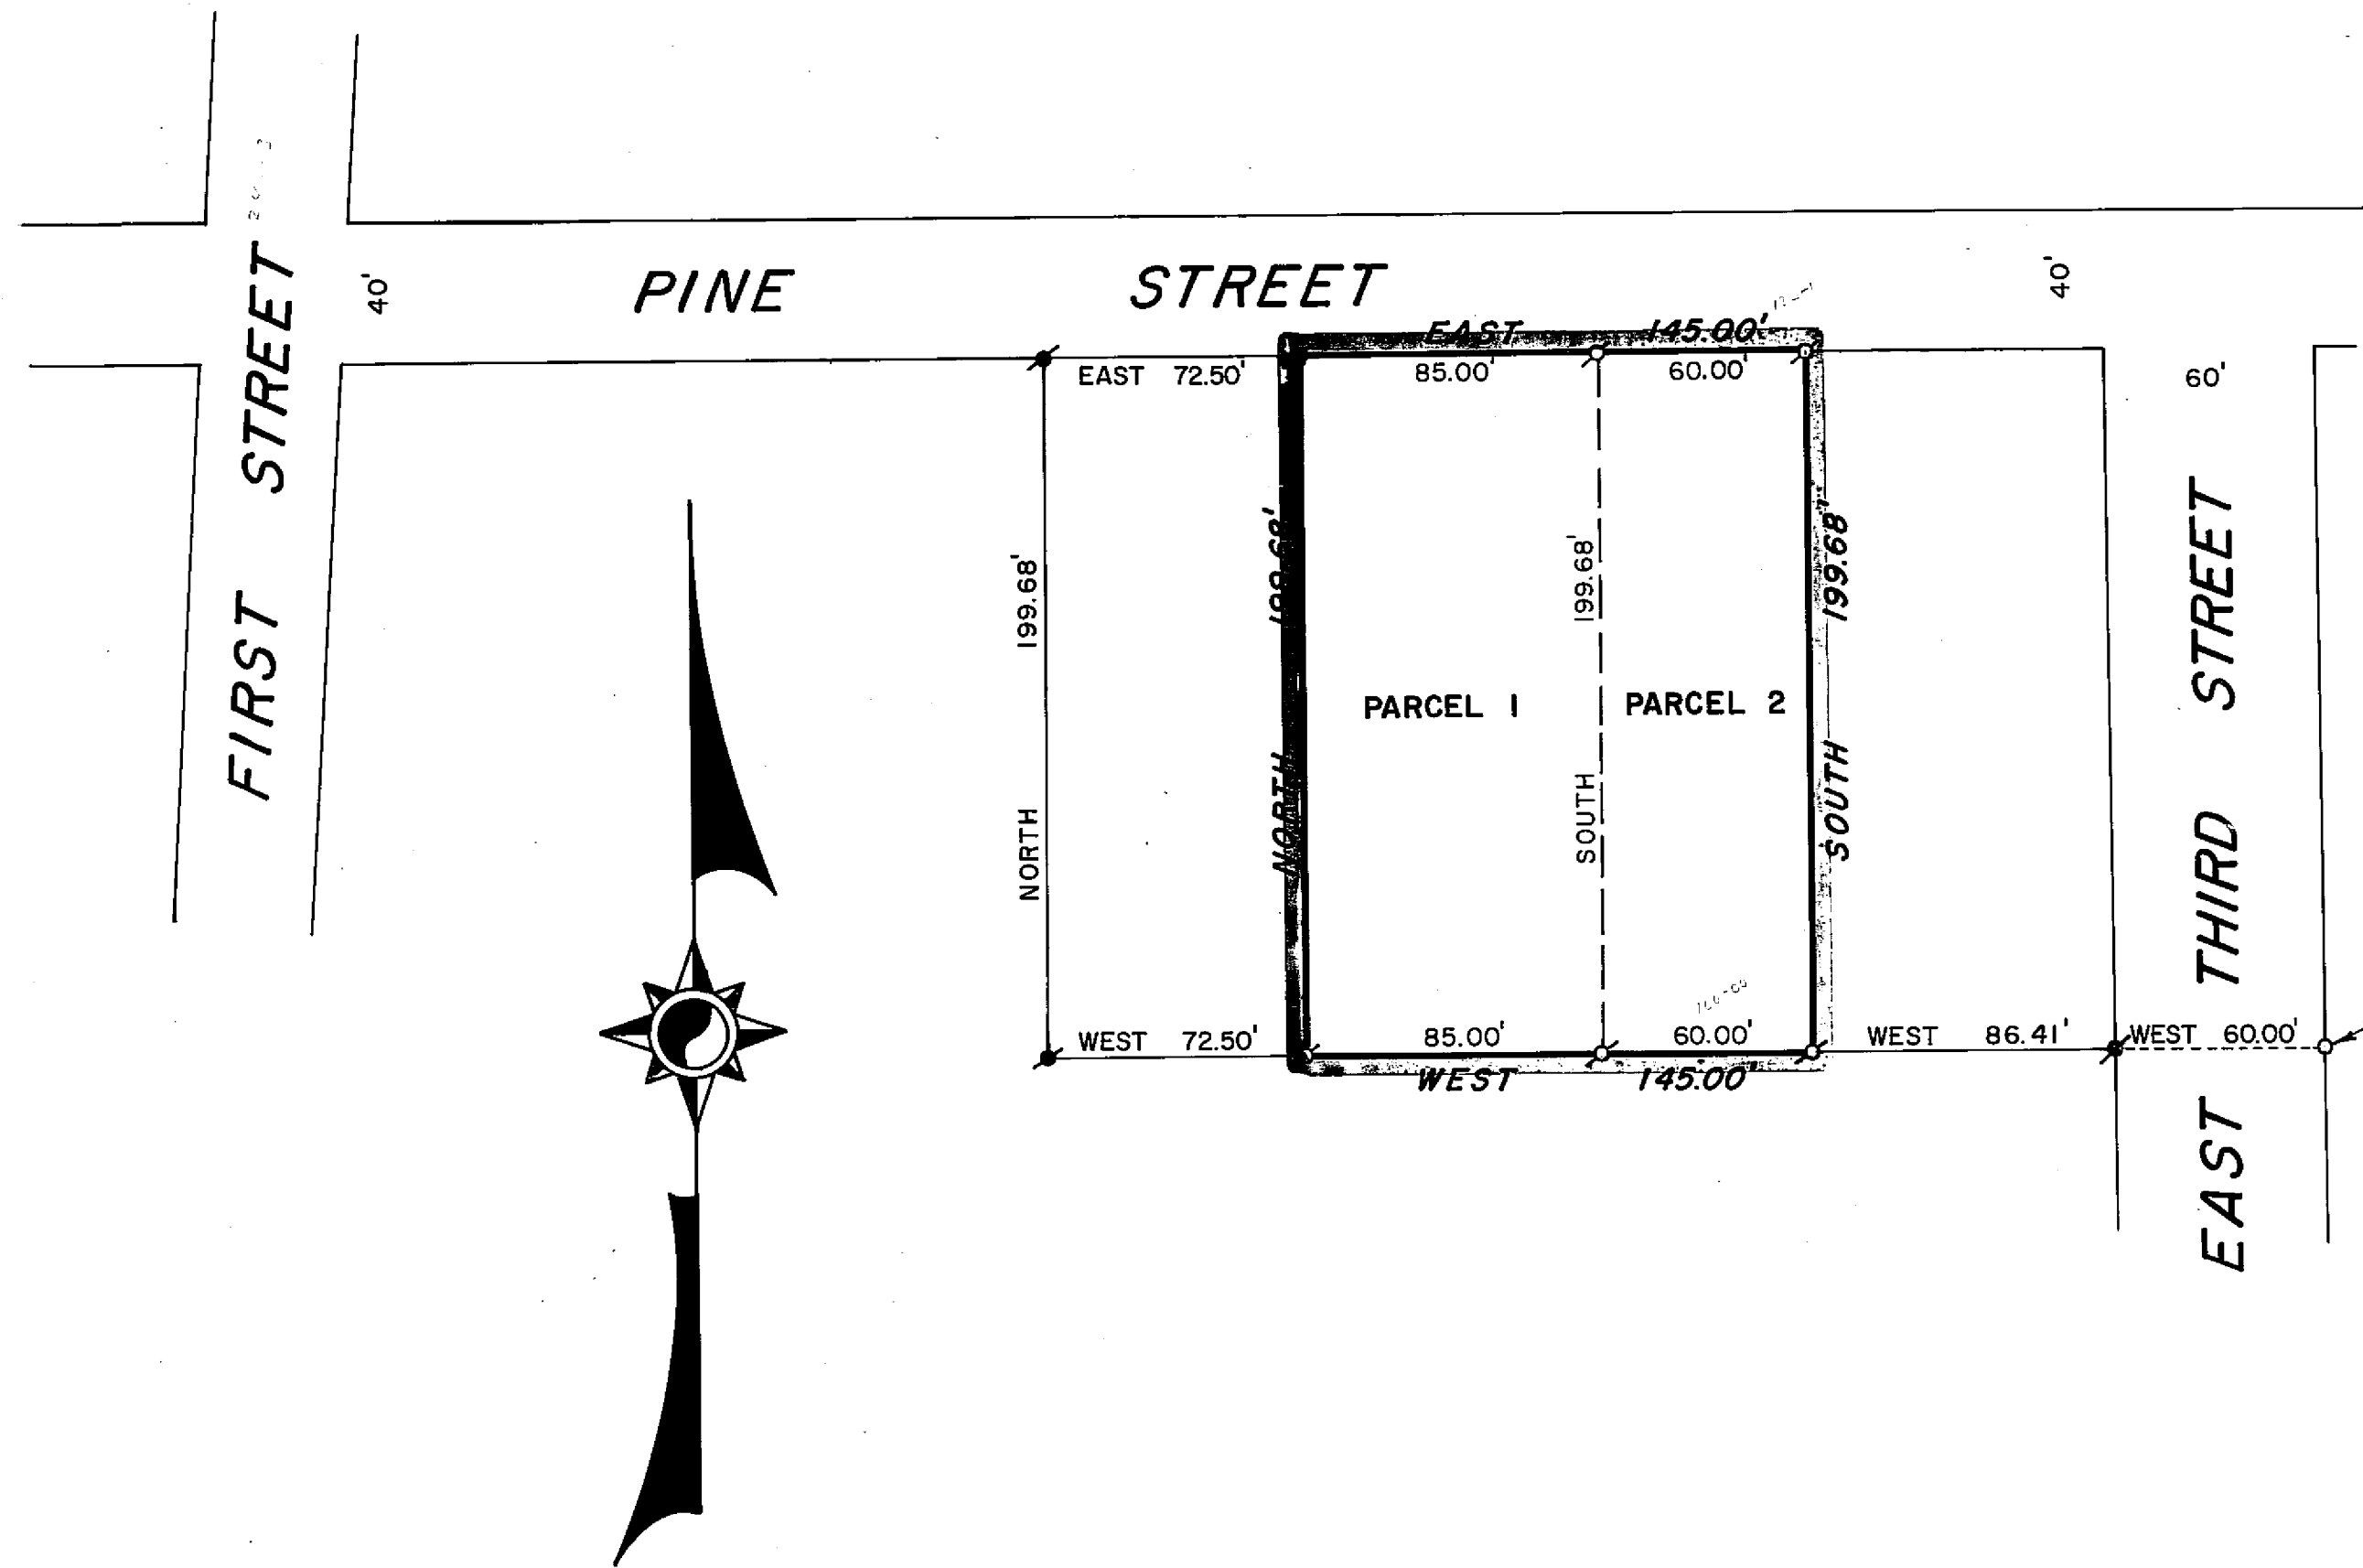 FIRST STREET
40'
PINE STREET
40'
EAST 145.00'
EAST 72.50'
85.00'
60.00'
60'
NORTH 199.68'
NORTH 199.68'
SOUTH 199.68'
SOUTH 199.68'
PARCEL 1
PARCEL 2
EAST THIRD STREET
WEST 72.50'
85.00'
60.00'
WEST 86.41'
WEST 60.00'
WEST 145.00'